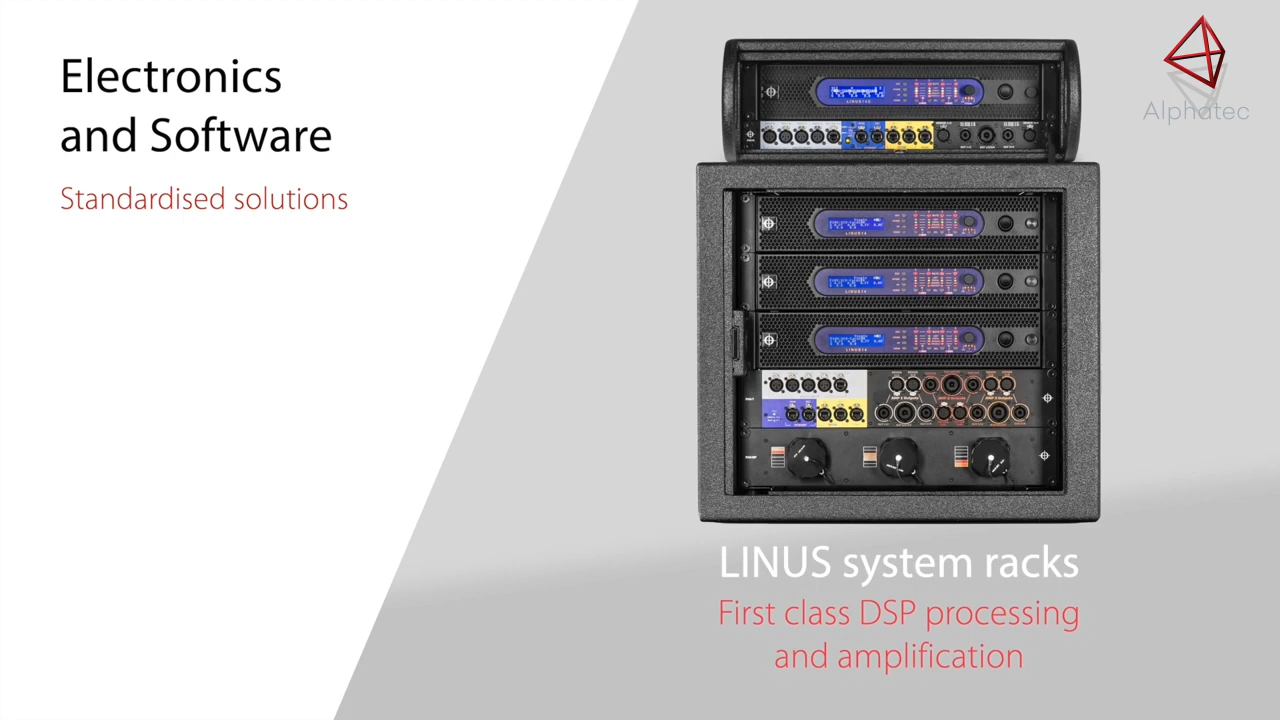 Electronics
and Software
Standardised solutions
Alphatec
LINUS system racks
First class DSP processing
and amplification